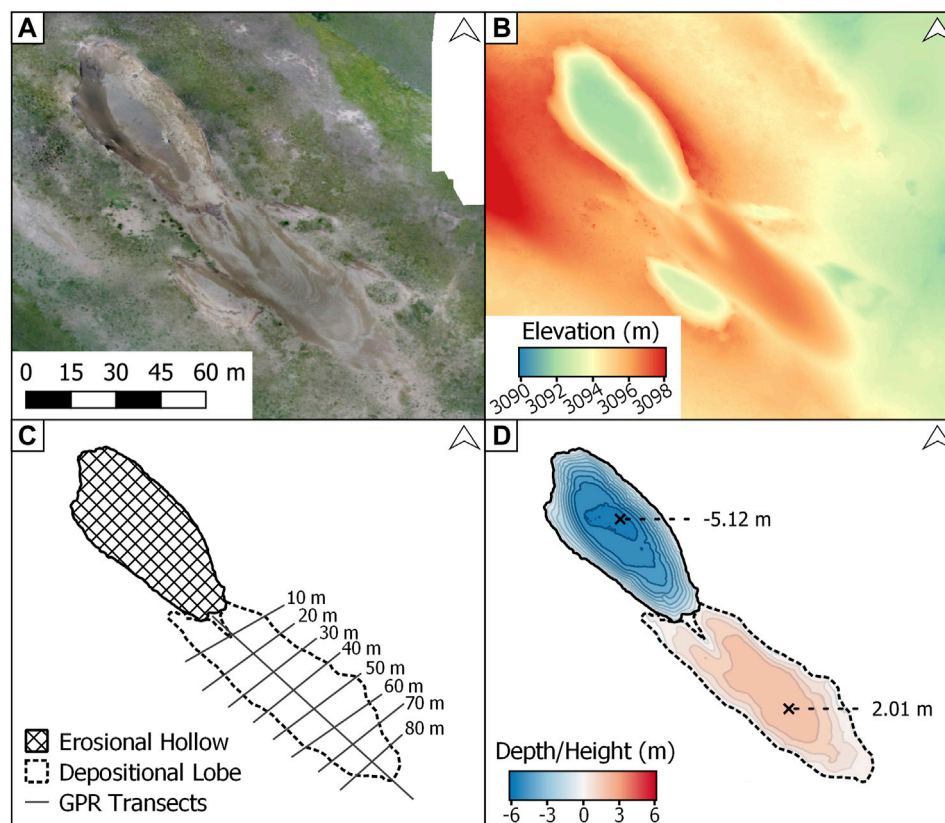 A
B
0 15 30 45 60 m
Elevation (m)
3090 3092 3094 3096 3098
C
D
10 m
20 m
30 m
40 m
50 m
60 m
70 m
80 m
Erosional Hollow
Depositional Lobe
GPR Transects
-5.12 m
2.01 m
Depth/Height (m)
-6 -3 0 3 6